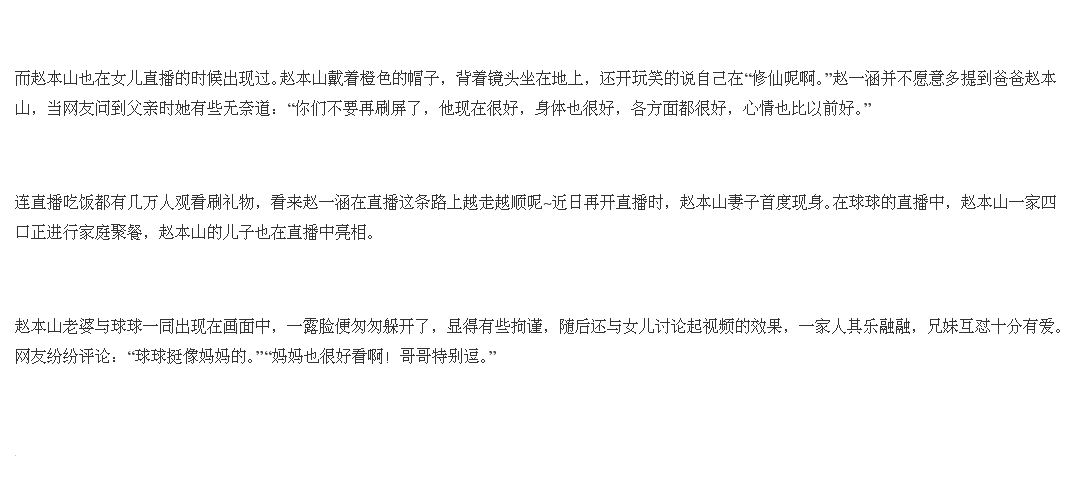 而赵本山也在女儿直播的时候出现过。赵本山戴着橙色的帽子，背着镜头坐在地上，还开玩笑的说自己在“修仙呢啊。”赵一涵并不愿意多提到爸爸赵本
山，当网友问到父亲时她有些无奈道：“你们不要再刷屏了，他现在很好，身体也很好，各方面都很好，心情也比以前好。”
连直播吃饭都有几万人观看刷礼物，看来赵一涵在直播这条路上越走越顺呢~近日再开直播时，赵本山妻子首度现身。在球球的直播中，赵本山一家四
口正进行家庭聚餐，赵本山的儿子也在直播中亮相。
赵本山老婆与球球一同出现在画面中，一露脸便匆匆躲开了，显得有些拘谨，随后还与女儿讨论起视频的效果，一家人其乐融融，兄妹互怼十分有爱。
网友纷纷评论：“球球挺像妈妈的。”“妈妈也很好看啊！哥哥特别逗。”